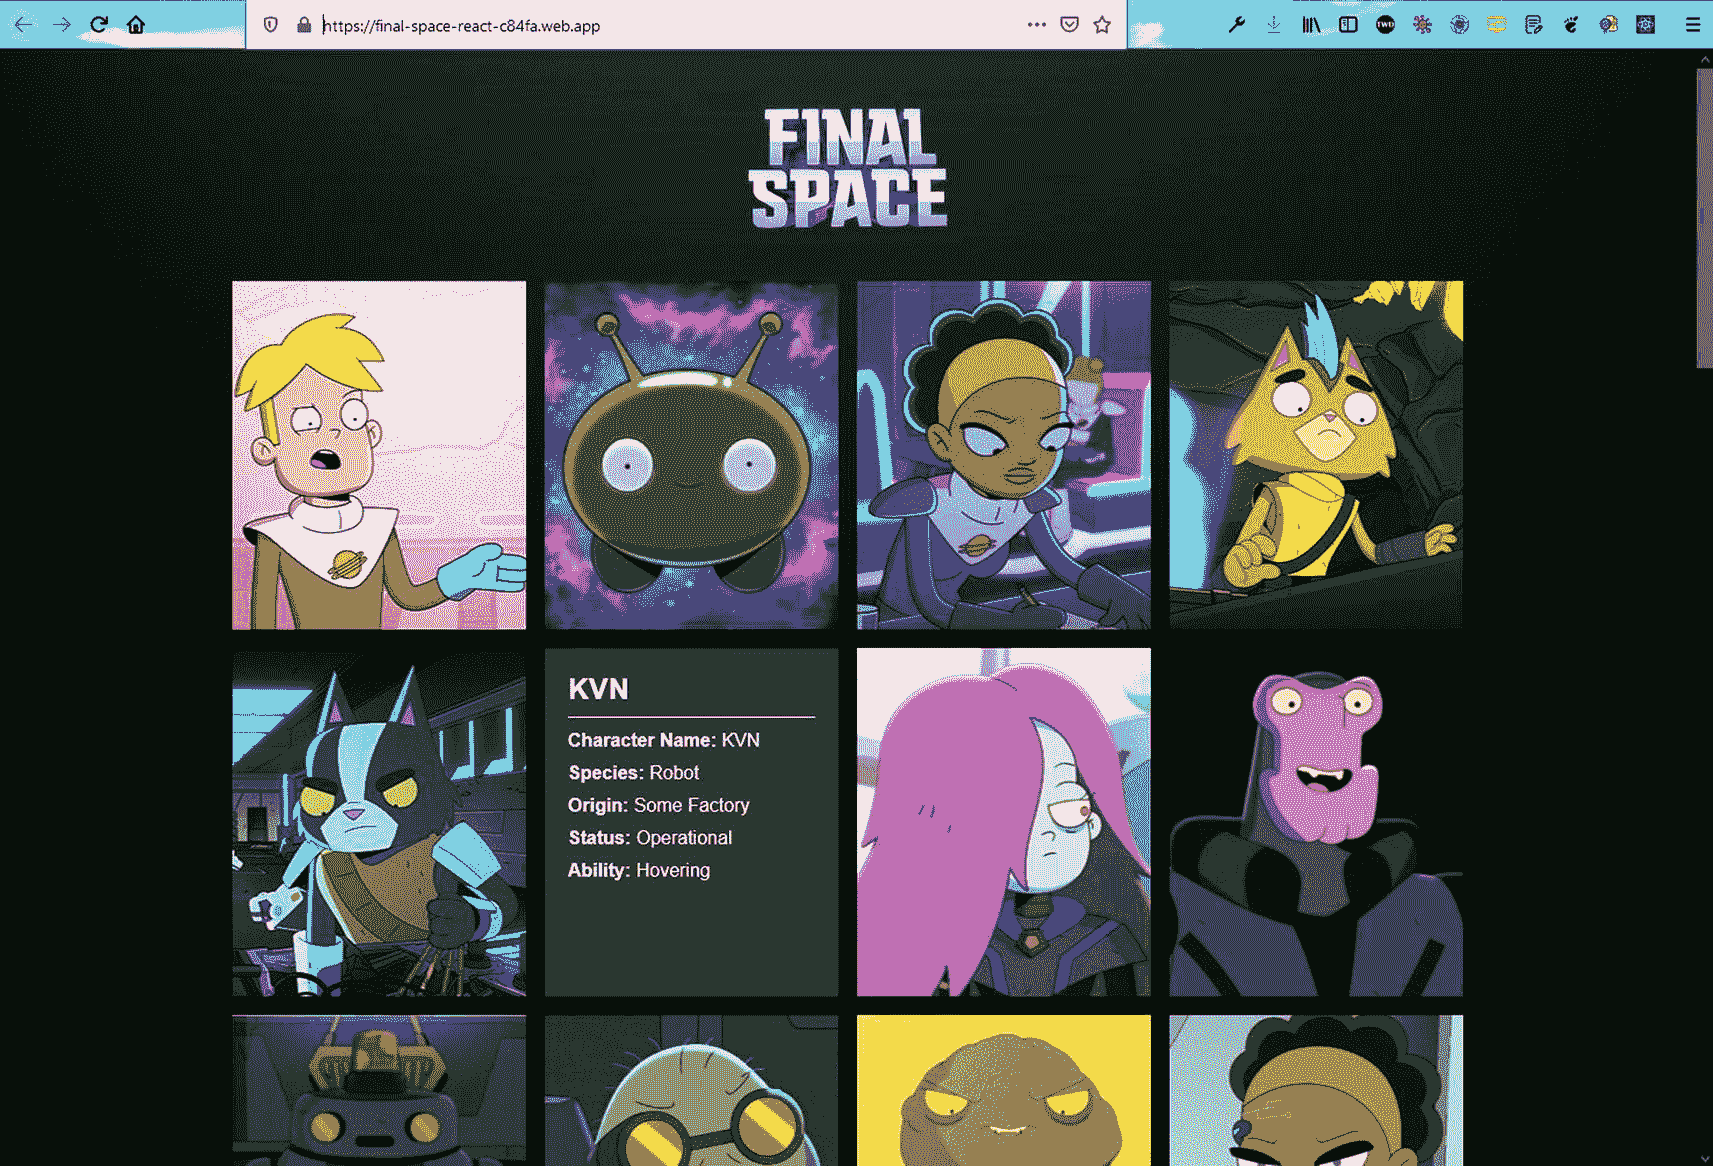 https://final-space-react-c84fa.web.app
TWD
FINAL
SPACE
KVN
Character Name: KVN
Species: Robot
Origin: Some Factory
Status: Operational
Ability: Hovering